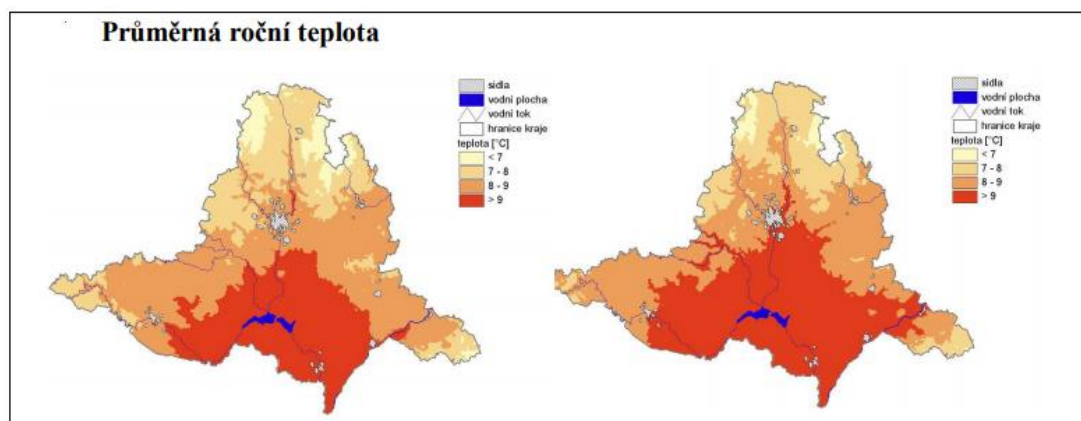 Průměrná roční teplota
sídla
vodní plocha
vodní tok
hranice kraje
teplota [°C]
< 7
7 - 8
8 - 9
> 9
sídla
vodní plocha
vodní tok
hranice kraje
teplota [°C]
< 7
7 - 8
8 - 9
> 9